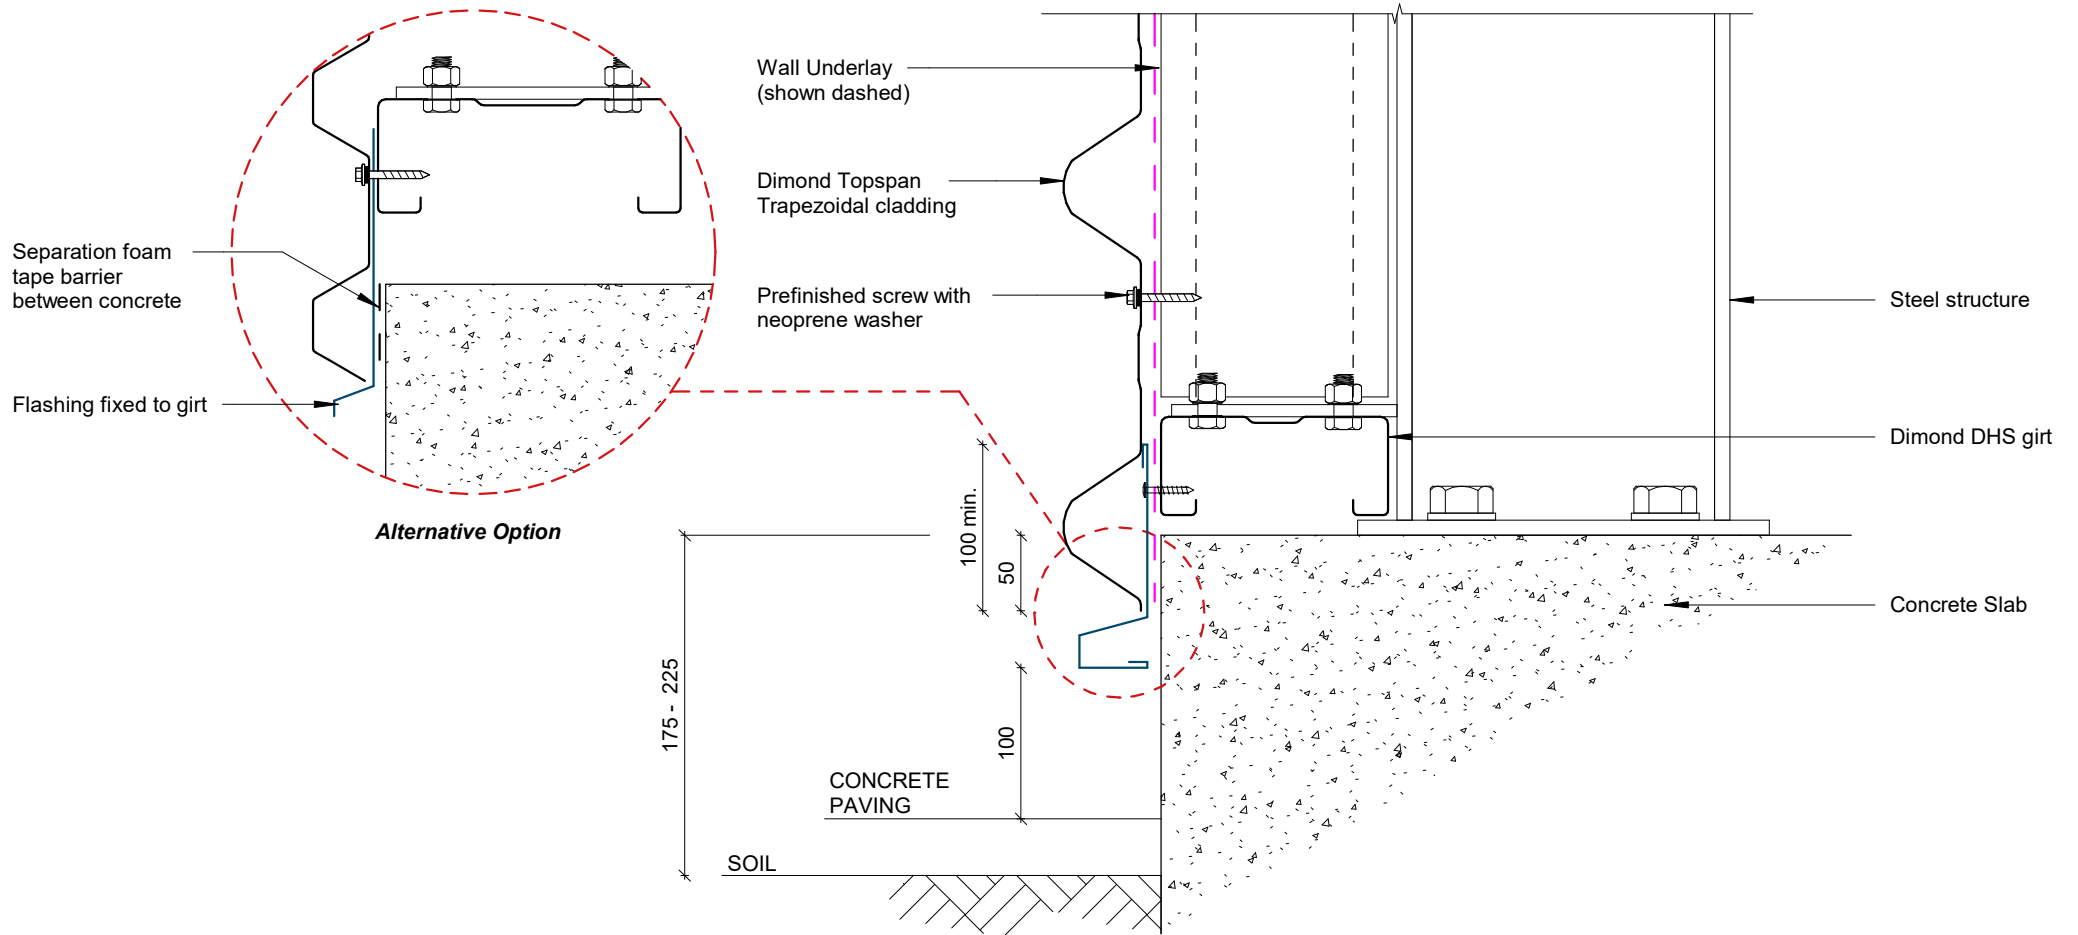 Wall Underlay
(shown dashed)
Dimond Topspan
Trapezoidal cladding
Prefinished screw with
neoprene washer
Separation foam
tape barrier
between concrete
Flashing fixed to girt
Alternative Option
Steel structure
Dimond DHS girt
Concrete Slab
100 min.
50
175 - 225
100
CONCRETE
PAVING
SOIL